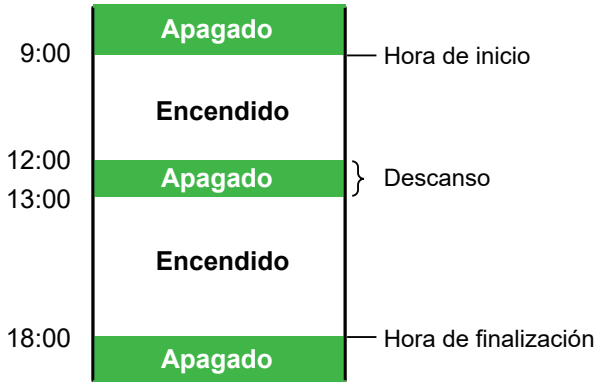 Apagado
9:00
Hora de inicio
Encendido
12:00
Apagado
Descanso
13:00
Encendido
18:00
Hora de finalización
Apagado